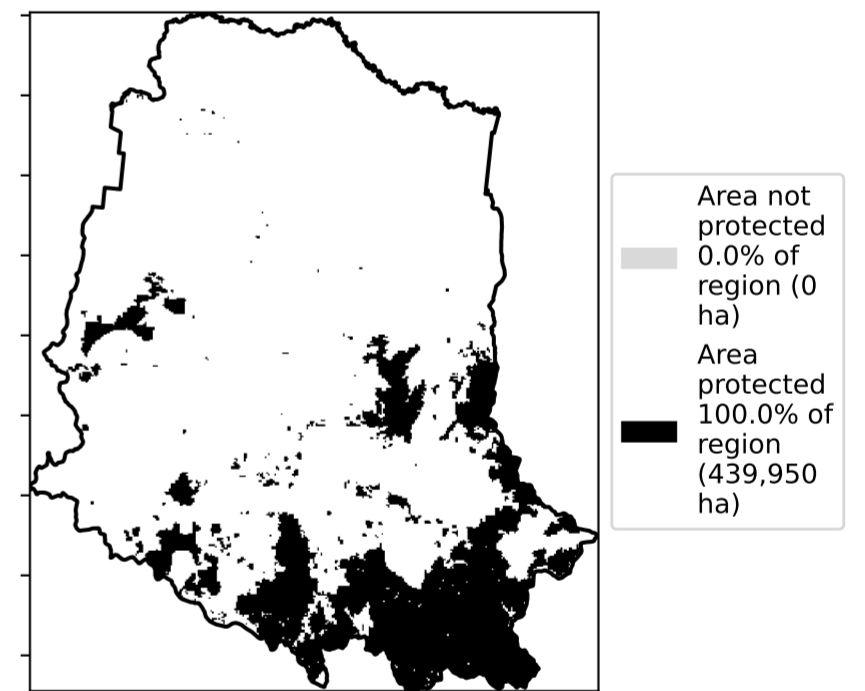 Area not
protected
0.0% of
region (0
ha)
Area
protected
100.0% of
region
(439,950
ha)